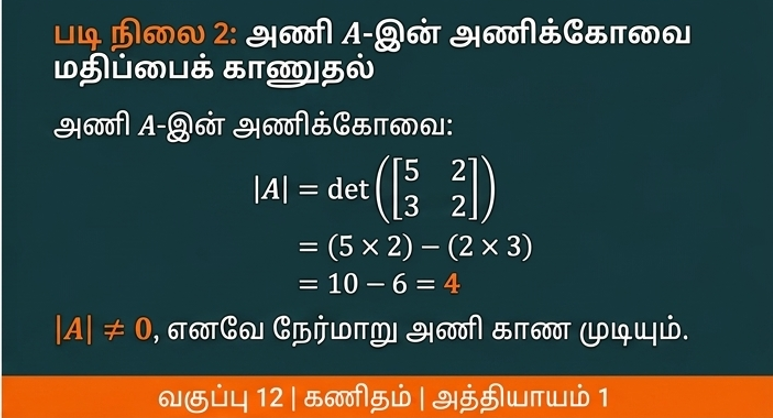 படி நிலை 2: அணி A-இன் அணிக்கோவை
மதிப்பைக் காணுதல்
அணி A-இன் அணிக்கோவை:
|A| = det([5 2
3 2])
= (5 × 2) − (2 × 3)
= 10 − 6 = 4
|A| ≠ 0, எனவே நேர்மாறு அணி காண முடியும்.
வகுப்பு 12 | கணிதம் | அத்தியாயம் 1